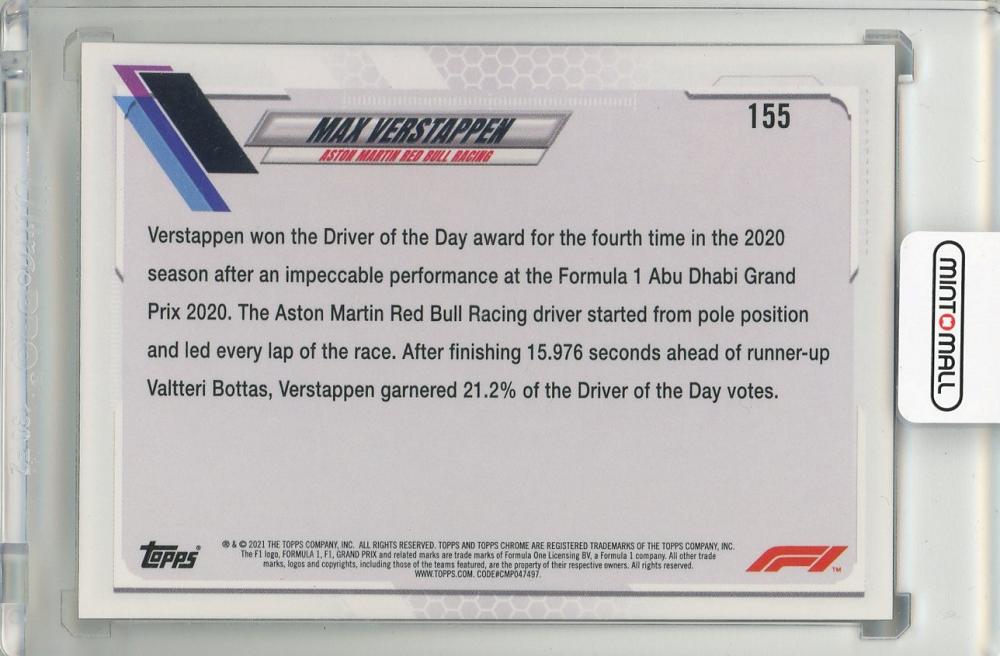 155
MAX VERSTAPPEN
ASTON MARTIN RED BULL RACING
Verstappen won the Driver of the Day award for the fourth time in the 2020
season after an impeccable performance at the Formula 1 Abu Dhabi Grand
Prix 2020. The Aston Martin Red Bull Racing driver started from pole position
and led every lap of the race. After finishing 15.976 seconds ahead of runner-up
Valtteri Bottas, Verstappen garnered 21.2% of the Driver of the Day votes.
topps®
® & © 2021 THE TOPPS COMPANY, INC. ALL RIGHTS RESERVED. TOPPS AND TOPPS CHROME ARE REGISTERED TRADEMARKS OF THE TOPPS COMPANY, INC.
The F1 logo, FORMULA 1, F1, GRAND PRIX and related marks are trade marks of Formula One Licensing BV, a Formula 1 company. All other trade
marks, logos and copyrights, including those of the teams featured, are the property of their respective owners. All rights reserved.
WWW.TOPPS.COM. CODE#CMP047497.
F1™
MINTMALL